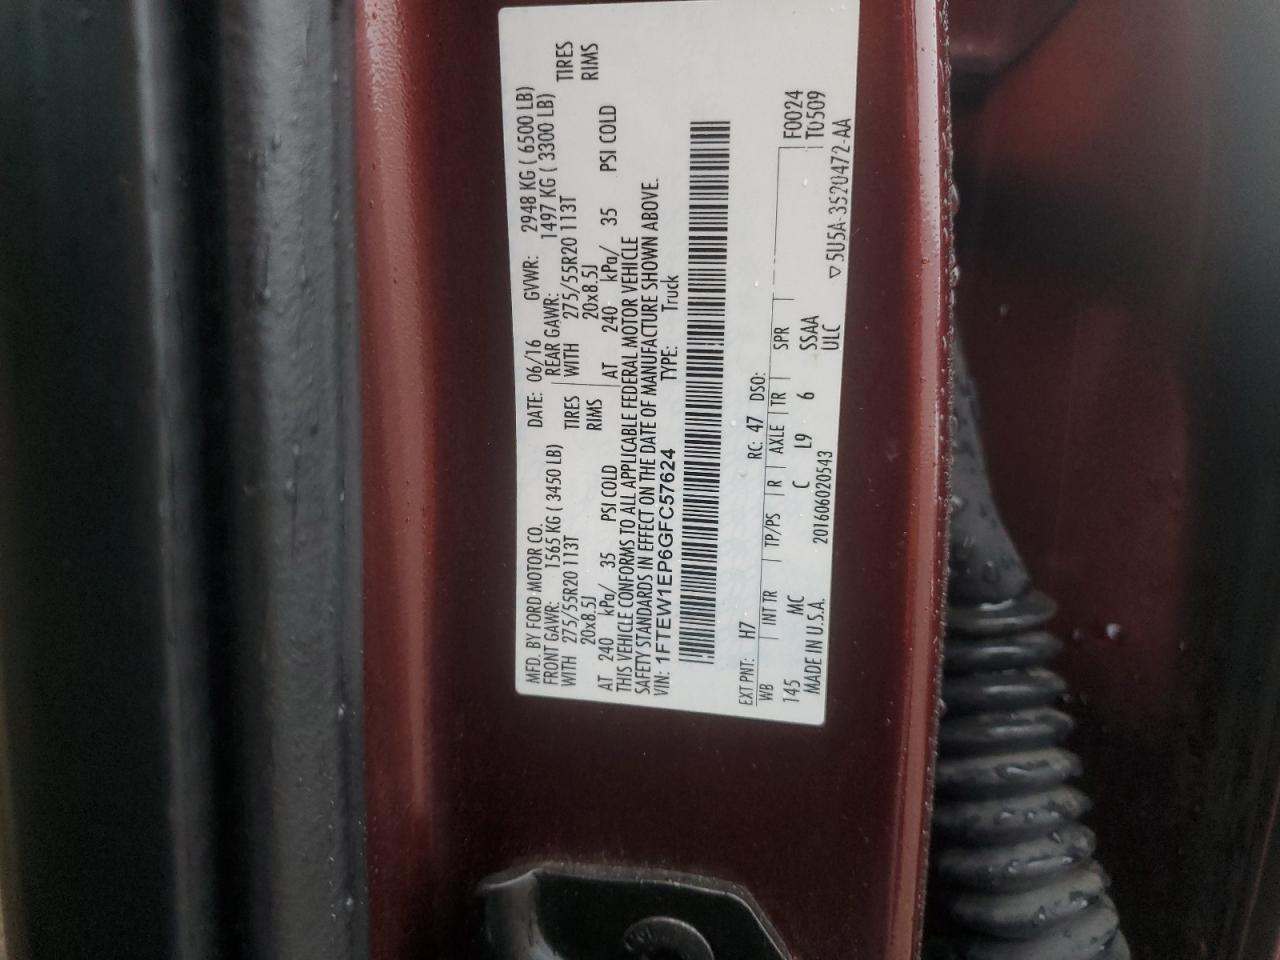 MFD. BY FORD MOTOR CO. DATE: 06/16 GVWR: 2948 KG ( 6500 LB)
FRONT GAWR: 1565 KG ( 3450 LB) REAR GAWR: 1497 KG ( 3300 LB)
WITH 275/55R20 113T TIRES WITH 275/55R20 113T TIRES
20x8.5J RIMS 20x8.5J RIMS
AT 240 kPa/ 35 PSI COLD AT 240 kPa/ 35 PSI COLD
THIS VEHICLE CONFORMS TO ALL APPLICABLE FEDERAL MOTOR VEHICLE
SAFETY STANDARDS IN EFFECT ON THE DATE OF MANUFACTURE SHOWN ABOVE.
VIN: 1FTEW1EP6GFC57624 TYPE: Truck
EXT PNT: H7 RC: 47 DSO: F0024
WB INT TR TP/PS R AXLE TR SPR T0509
145 MC C L9 6 SSAA
MADE IN U.S.A. 201606020543 ULC ▽5U5A-3520472-AA